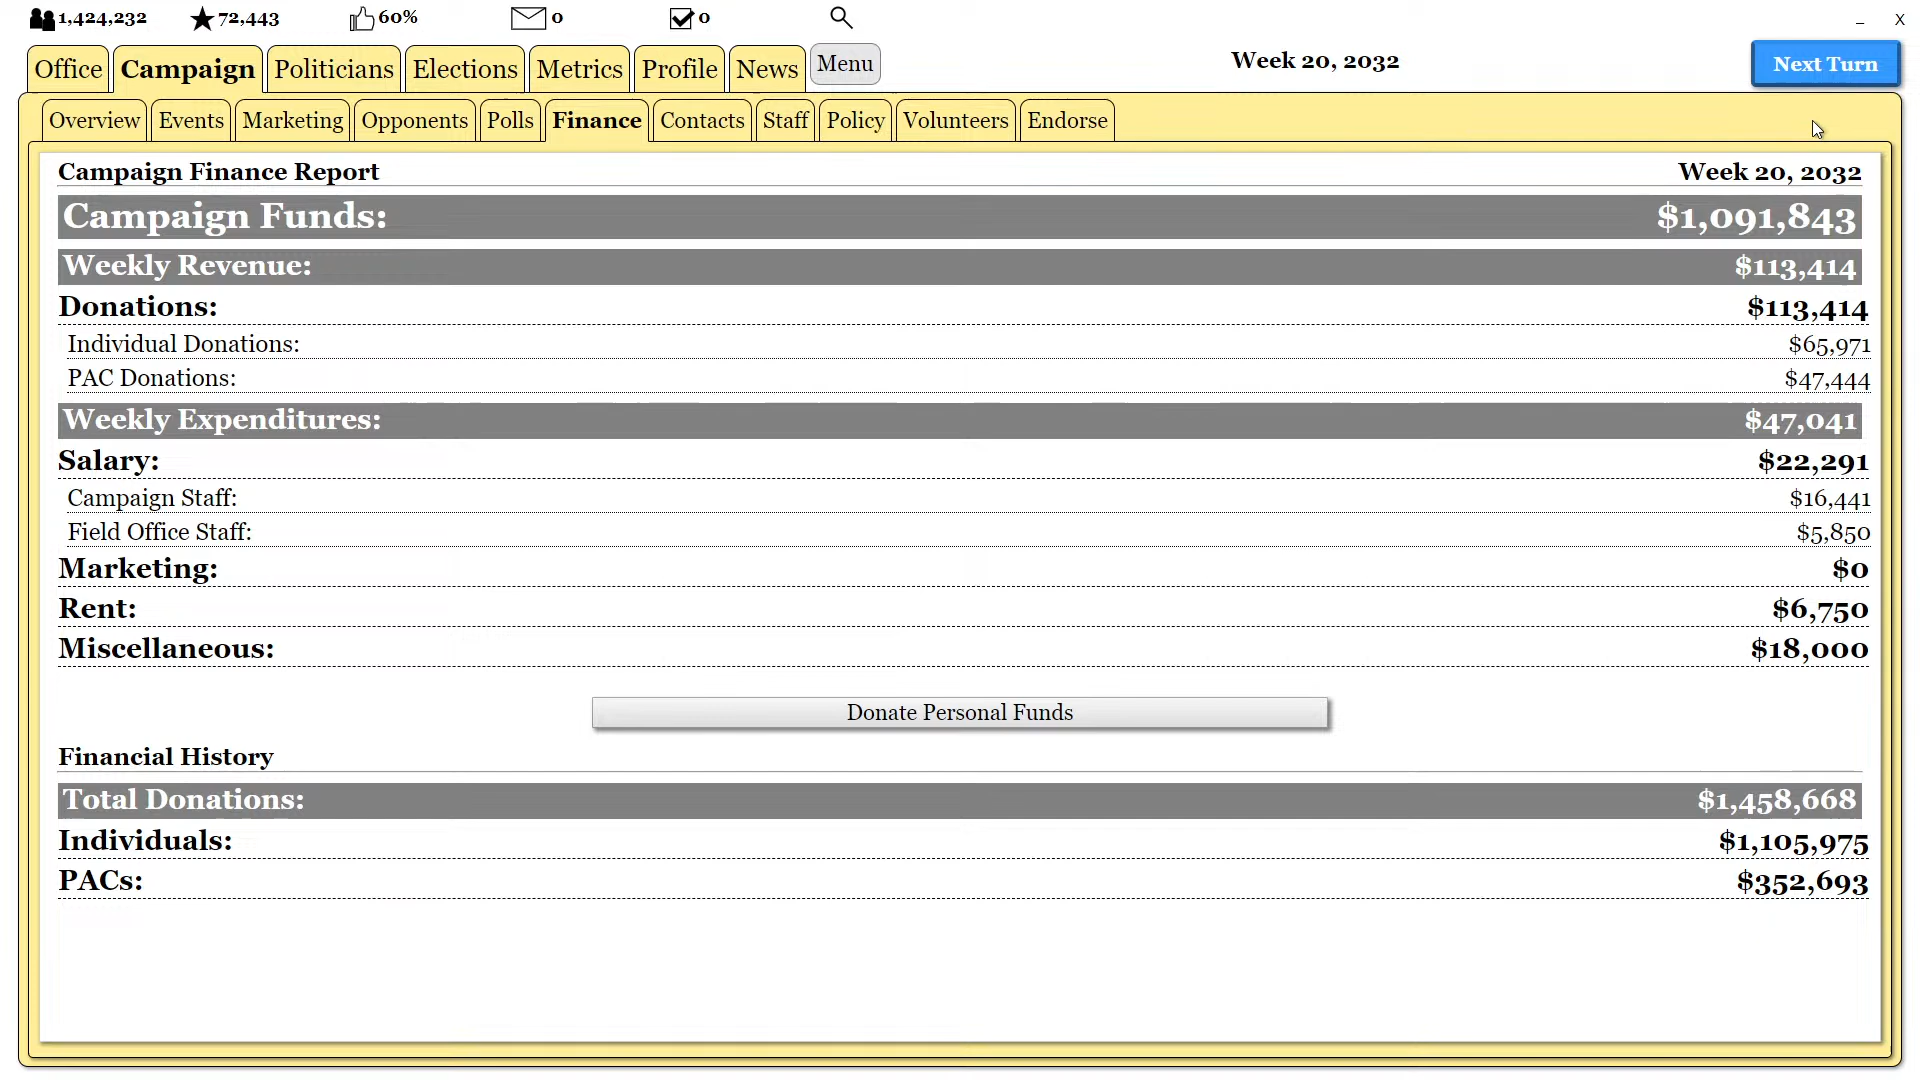 1,424,232 72,443 60% 0 0
_ X
Office Campaign Politicians Elections Metrics Profile News Menu Week 20, 2032 Next Turn
Overview Events Marketing Opponents Polls Finance Contacts Staff Policy Volunteers Endorse
Campaign Finance Report Week 20, 2032
Campaign Funds: $1,091,843
Weekly Revenue: $113,414
Donations: $113,414
Individual Donations: $65,971
PAC Donations: $47,444
Weekly Expenditures: $47,041
Salary: $22,291
Campaign Staff: $16,441
Field Office Staff: $5,850
Marketing: $0
Rent: $6,750
Miscellaneous: $18,000
Donate Personal Funds
Financial History
Total Donations: $1,458,668
Individuals: $1,105,975
PACs: $352,693